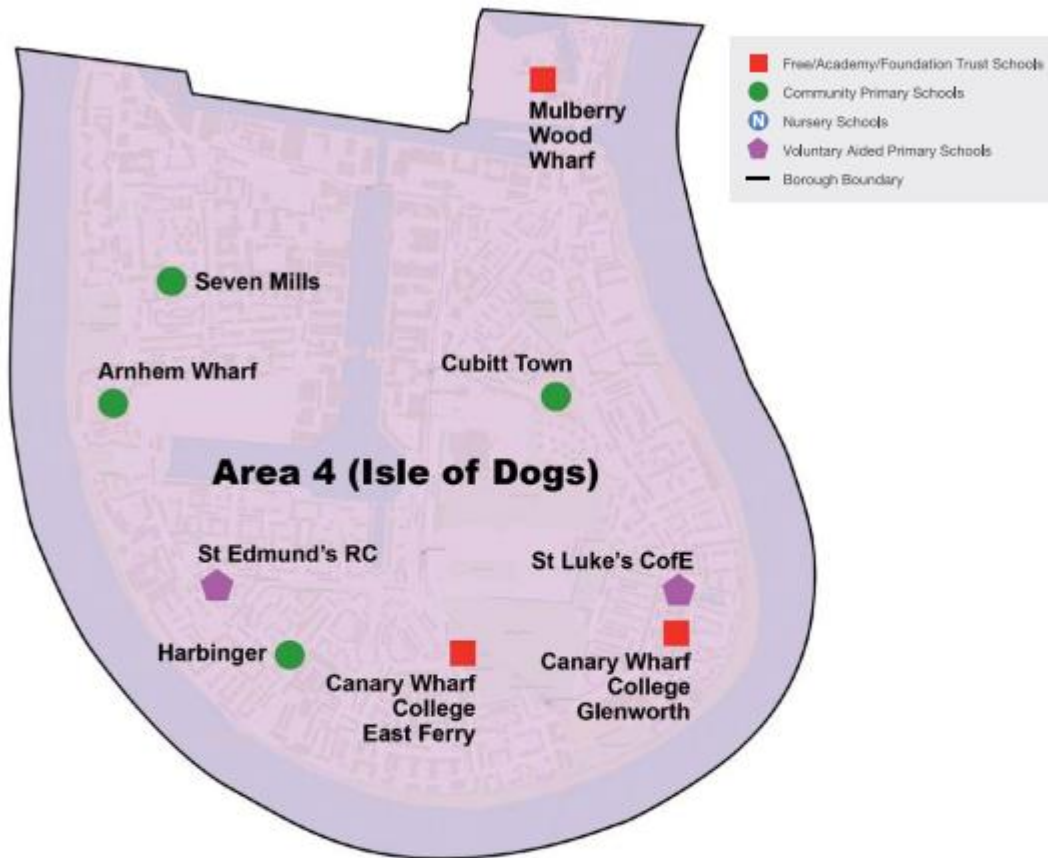 Mulberry
Wood
Wharf
Free/Academy/Foundation Trust Schools
Community Primary Schools
N
Nursery Schools
Voluntary Aided Primary Schools
Borough Boundary
Seven Mills
Arnhem Wharf
Cubitt Town
Area 4 (Isle of Dogs)
St Edmund's RC
St Luke's CofE
Harbinger
Canary Wharf
College
East Ferry
Canary Wharf
College
Glenworth